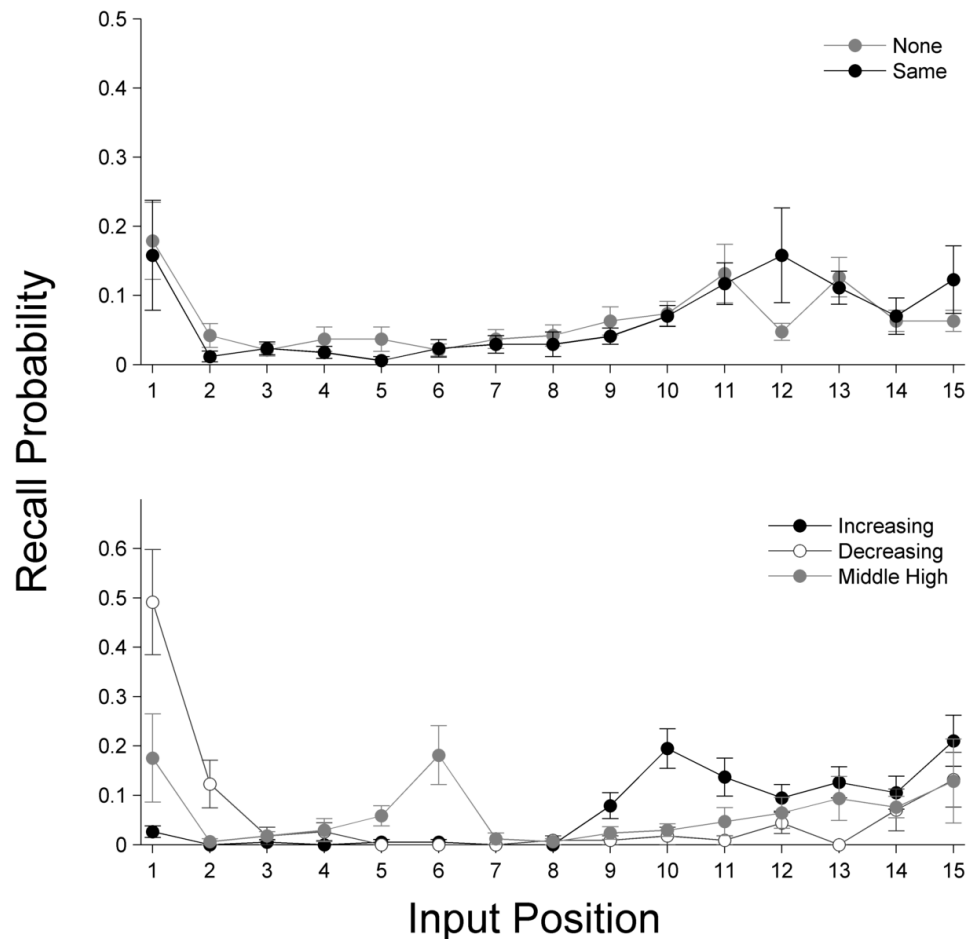 0.5
None
Same
0.4
0.3
0.2
0.1
0
1 2 3 4 5 6 7 8 9 10 11 12 13 14 15
Recall Probability
Increasing
Decreasing
Middle High
0.6
0.5
0.4
0.3
0.2
0.1
0
1 2 3 4 5 6 7 8 9 10 11 12 13 14 15
Input Position